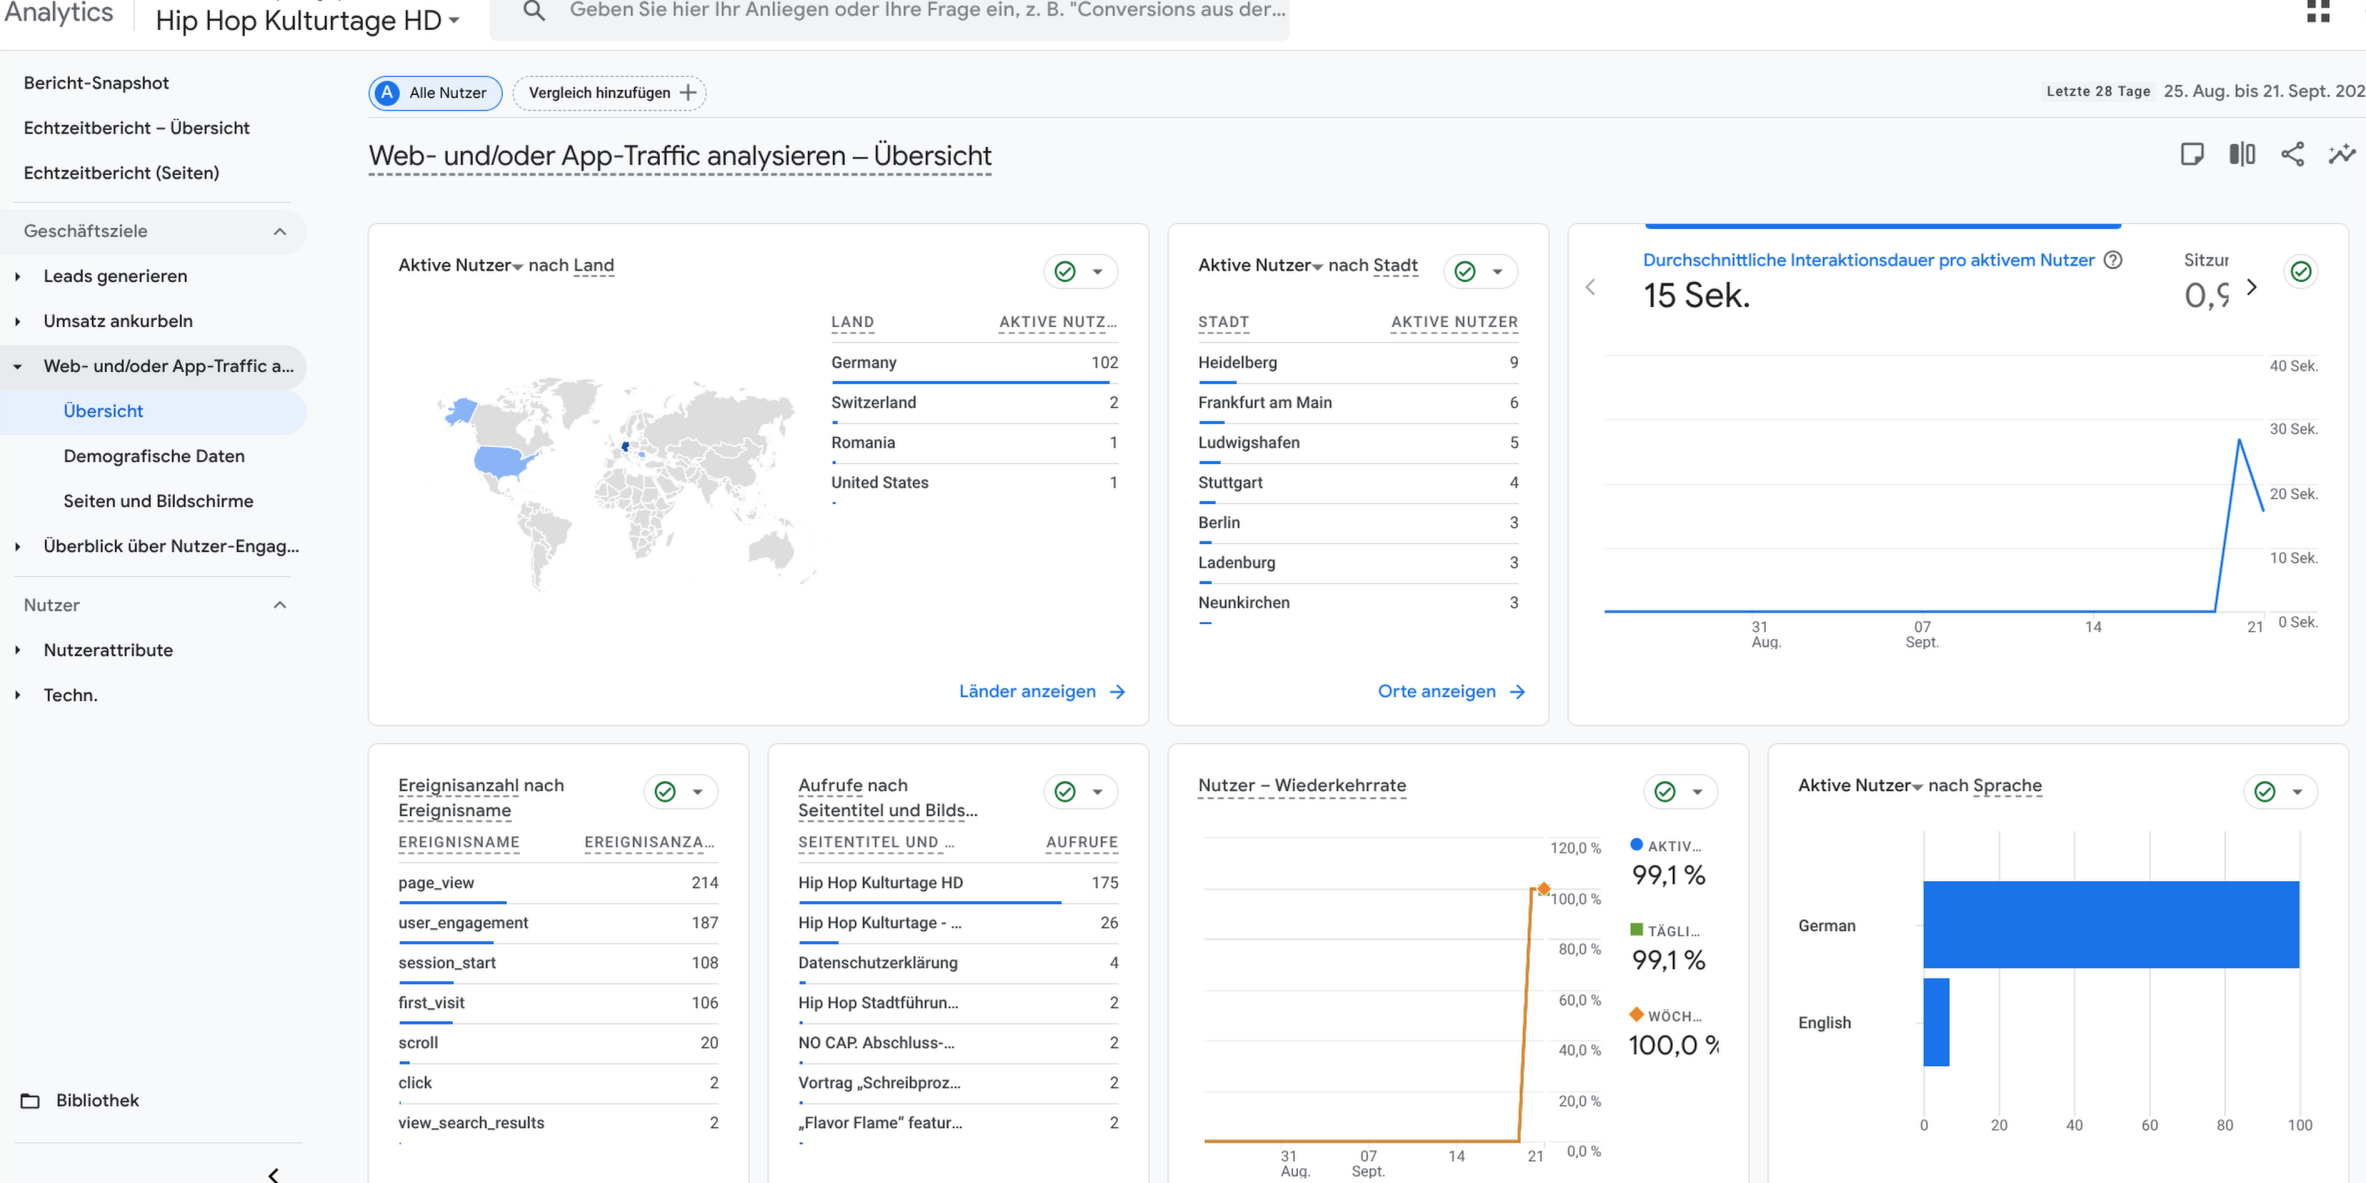 Analytics
Hip Hop Kulturtage HD
Geben Sie hier Ihr Anliegen oder Ihre Frage ein, z. B. "Conversions aus der...
Bericht-Snapshot
Echtzeitbericht – Übersicht
Echtzeitbericht (Seiten)
Geschäftsziele
Leads generieren
Umsatz ankurbeln
Web- und/oder App-Traffic a...
Übersicht
Demografische Daten
Seiten und Bildschirme
Überblick über Nutzer-Engag...
Nutzer
Nutzerattribute
Techn.
Bibliothek
A Alle Nutzer
Vergleich hinzufügen
Letzte 28 Tage 25. Aug. bis 21. Sept. 202
Web- und/oder App-Traffic analysieren – Übersicht
Aktive Nutzer nach Land
LAND AKTIVE NUTZ...
Germany 102
Switzerland 2
Romania 1
United States 1
Länder anzeigen
Aktive Nutzer nach Stadt
STADT AKTIVE NUTZER
Heidelberg 9
Frankfurt am Main 6
Ludwigshafen 5
Stuttgart 4
Berlin 3
Ladenburg 3
Neunkirchen 3
Orte anzeigen
Durchschnittliche Interaktionsdauer pro aktivem Nutzer
15 Sek.
Sitzur
0,9
40 Sek.
30 Sek.
20 Sek.
10 Sek.
0 Sek.
31 07 14 21
Aug. Sept.
Ereignisanzahl nach
Ereignisname
EREIGNISNAME EREIGNISANZA...
page_view 214
user_engagement 187
session_start 108
first_visit 106
scroll 20
click 2
view_search_results 2
Aufrufe nach
Seitentitel und Bilds...
SEITENTITEL UND ... AUFRUFE
Hip Hop Kulturtage HD 175
Hip Hop Kulturtage - ... 26
Datenschutzerklärung 4
Hip Hop Stadtführun... 2
NO CAP. Abschluss-... 2
Vortrag „Schreibproz... 2
„Flavor Flame“ featur... 2
Nutzer – Wiederkehrrate
120,0 %
100,0 %
80,0 %
60,0 %
40,0 %
20,0 %
0,0 %
31 07 14 21
Aug. Sept.
AKTIV...
99,1 %
TÄGLI...
99,1 %
WÖCH...
100,0 %
Aktive Nutzer nach Sprache
German
English
0 20 40 60 80 100